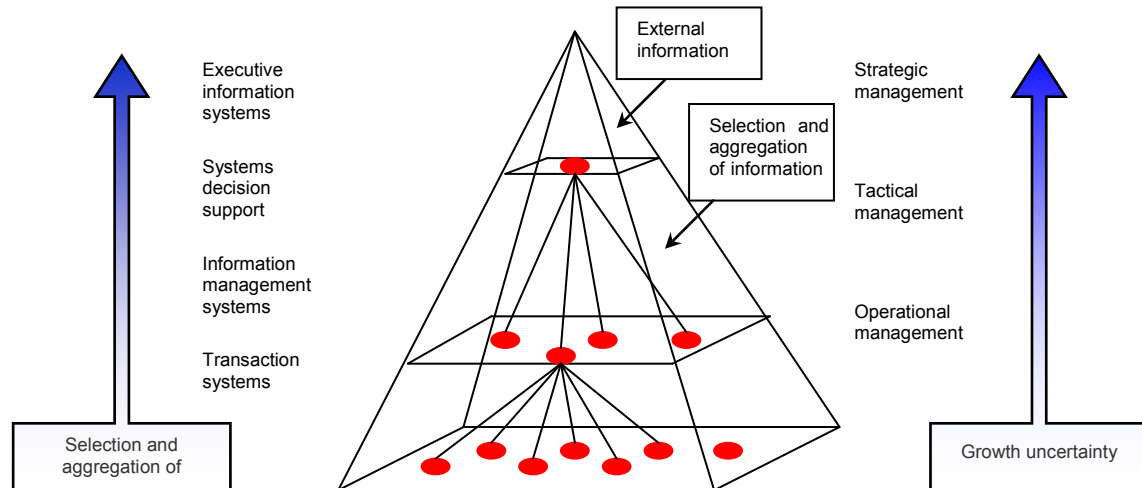 External
information
Executive
information
systems
Strategic
management
Selection and
aggregation
of information
Systems
decision
support
Tactical
management
Information
management
systems
Operational
management
Transaction
systems
Selection and
aggregation of
Growth uncertainty